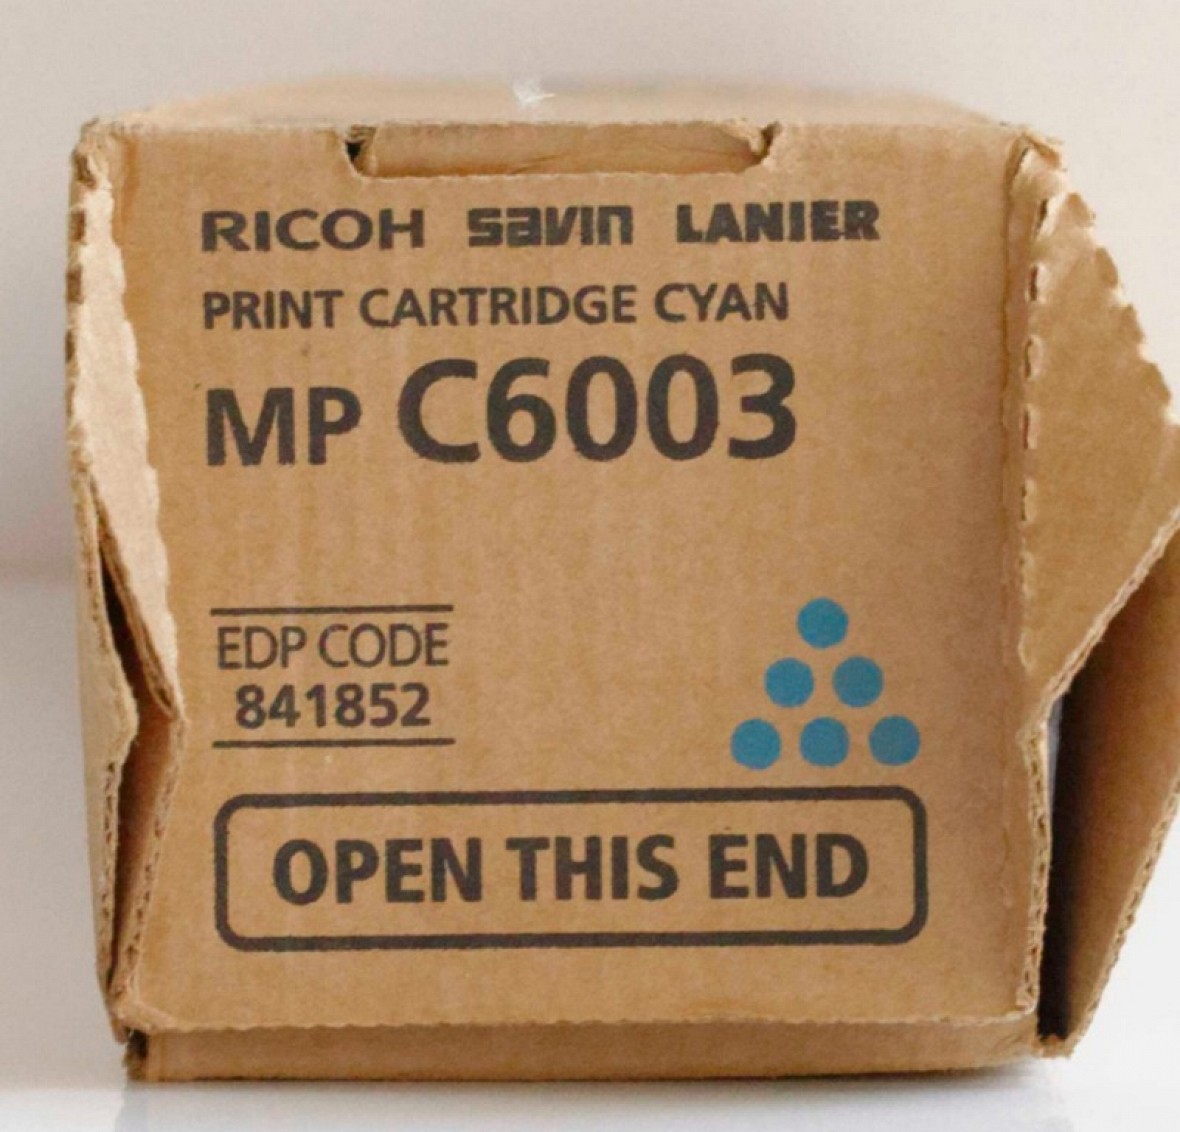 RICOH savin LANIER
PRINT CARTRIDGE CYAN
MP C6003
EDP CODE
841852
OPEN THIS END